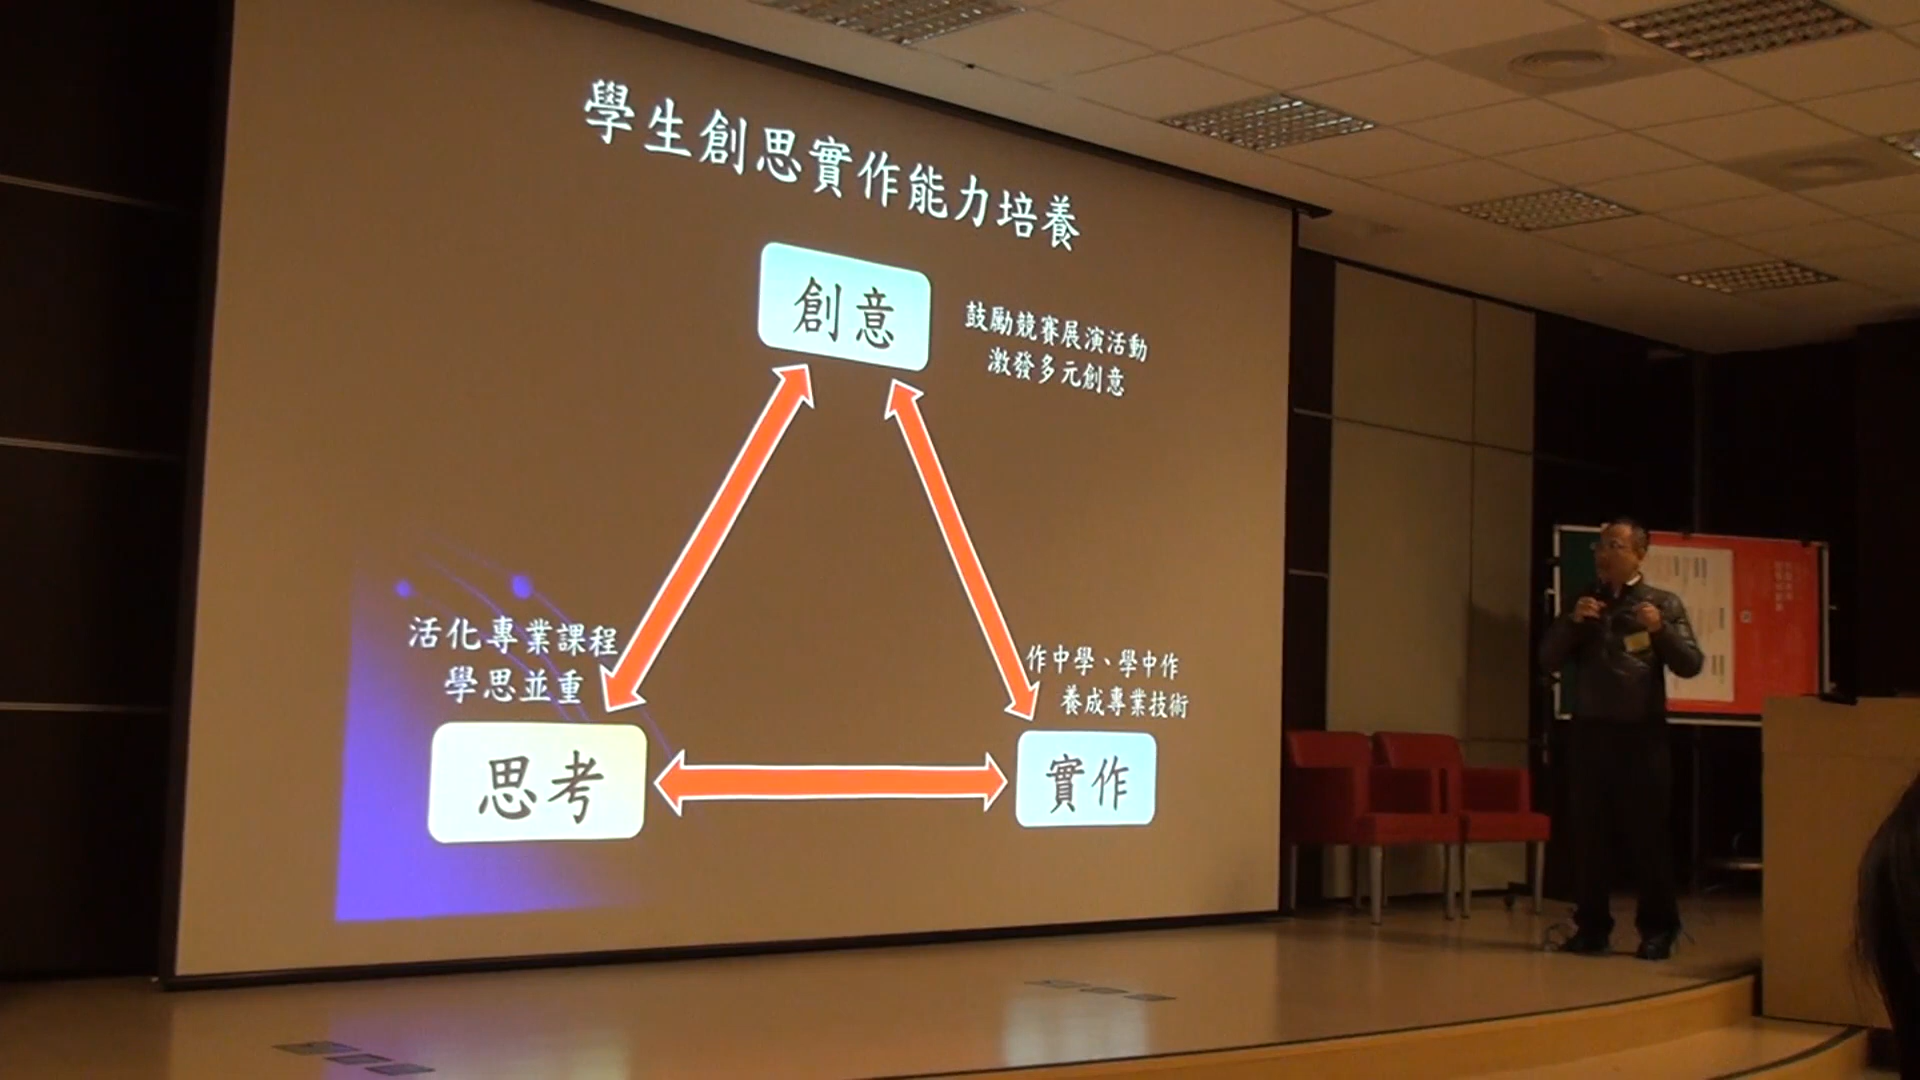 學生創思實作能力培養
創意
鼓勵競賽展演活動
激發多元創意
活化專業課程
學思並重
作中學、學中作
養成專業技術
思考
實作